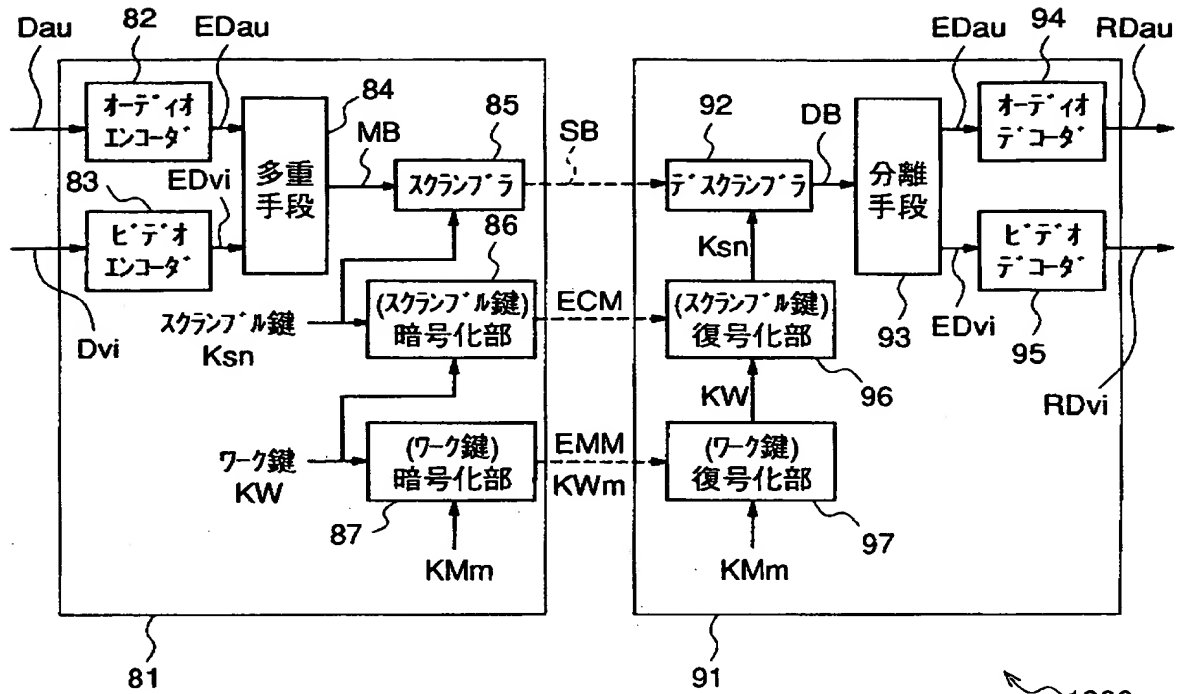 Dau
82
EDau
オーディオ
エンコーダ
84
MB
85
多重
手段
スクランブラ
83
EDvi
ビデオ
エンコーダ
Dvi
スクランブル鍵
Ksn
86
(スクランブル鍵)
暗号化部
ワーク鍵
KW
(ワーク鍵)
暗号化部
87
KMm
81
SB
ECM
EMM
KWm
92
DB
デスクランブラ
分離
手段
93
EDau
94
RDau
オーディオ
デコーダ
ビデオ
デコーダ
EDvi
95
RDvi
Ksn
(スクランブル鍵)
復号化部
96
KW
(ワーク鍵)
復号化部
97
KMm
91